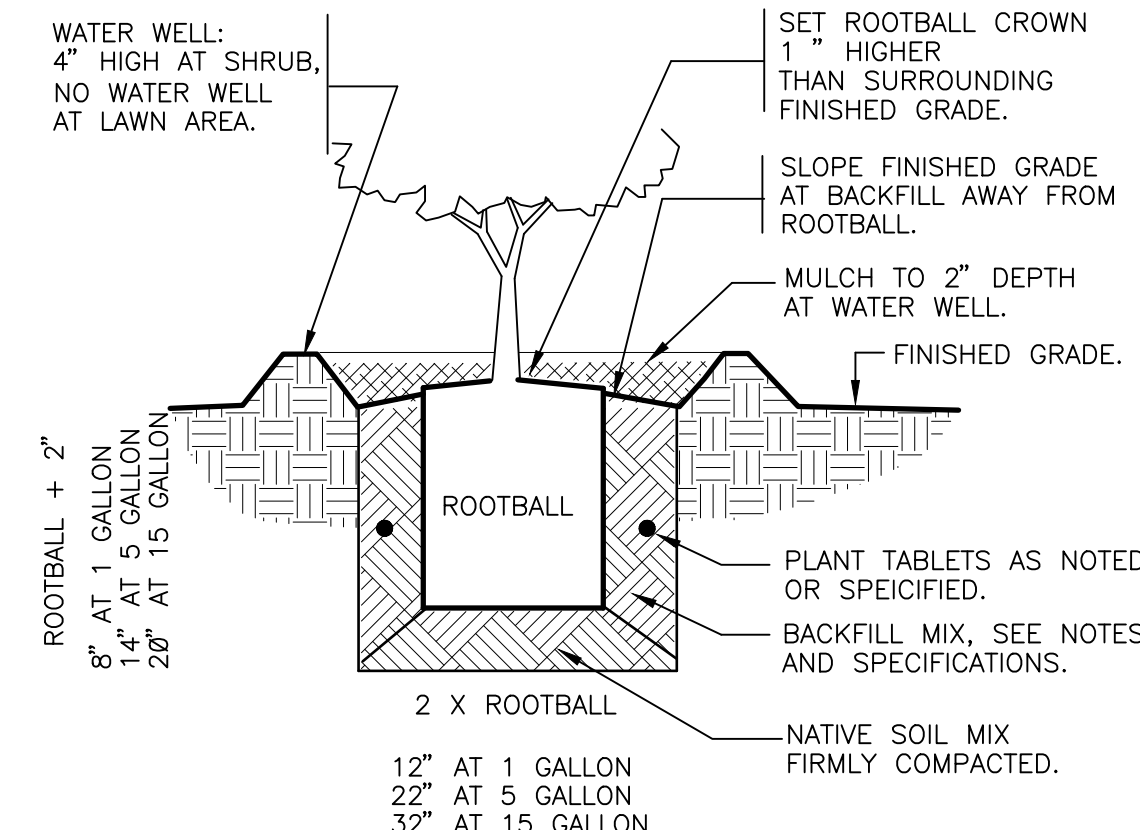 WATER WELL:
4" HIGH AT SHRUB,
NO WATER WELL
AT LAWN AREA.
SET ROOTBALL CROWN
1 " HIGHER
THAN SURROUNDING
FINISHED GRADE.
SLOPE FINISHED GRADE
AT BACKFILL AWAY FROM
ROOTBALL.
MULCH TO 2" DEPTH
AT WATER WELL.
FINISHED GRADE.
ROOTBALL + 2"
8" AT 1 GALLON
14" AT 5 GALLON
20" AT 15 GALLON
ROOTBALL
PLANT TABLETS AS NOTED
OR SPEICIFIED.
BACKFILL MIX, SEE NOTES
AND SPECIFICATIONS.
NATIVE SOIL MIX
FIRMLY COMPACTED.
2 X ROOTBALL
12" AT 1 GALLON
22" AT 5 GALLON
32" AT 15 GALLON